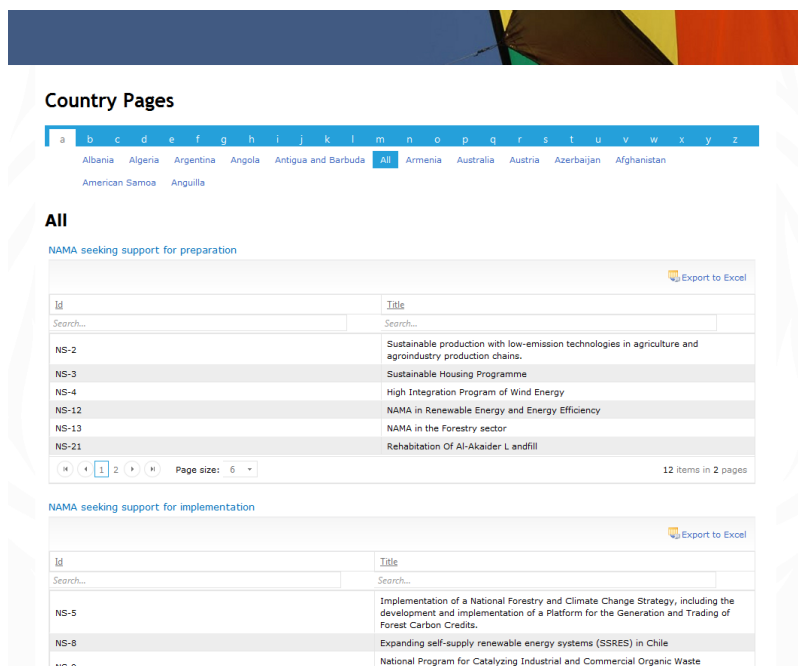 Country Pages
a b c d e f g h i j k l m n o p q r s t u v w x y z
Albania Algeria Argentina Angola Antigua and Barbuda All Armenia Australia Austria Azerbaijan Afghanistan
American Samoa Anguilla
All
NAMA seeking support for preparation
Export to Excel
Id Title
Search... Search...
NS-2 Sustainable production with low-emission technologies in agriculture and
agroindustry production chains.
NS-3 Sustainable Housing Programme
NS-4 High Integration Program of Wind Energy
NS-12 NAMA in Renewable Energy and Energy Efficiency
NS-13 NAMA in the Forestry sector
NS-21 Rehabitation Of Al-Akaider L andfill
1 2 Page size: 6 12 items in 2 pages
NAMA seeking support for implementation
Export to Excel
Id Title
Search... Search...
Implementation of a National Forestry and Climate Change Strategy, including the
NS-5 development and implementation of a Platform for the Generation and Trading of
Forest Carbon Credits.
NS-8 Expanding self-supply renewable energy systems (SSRES) in Chile
National Program for Catalyzing Industrial and Commercial Organic Waste